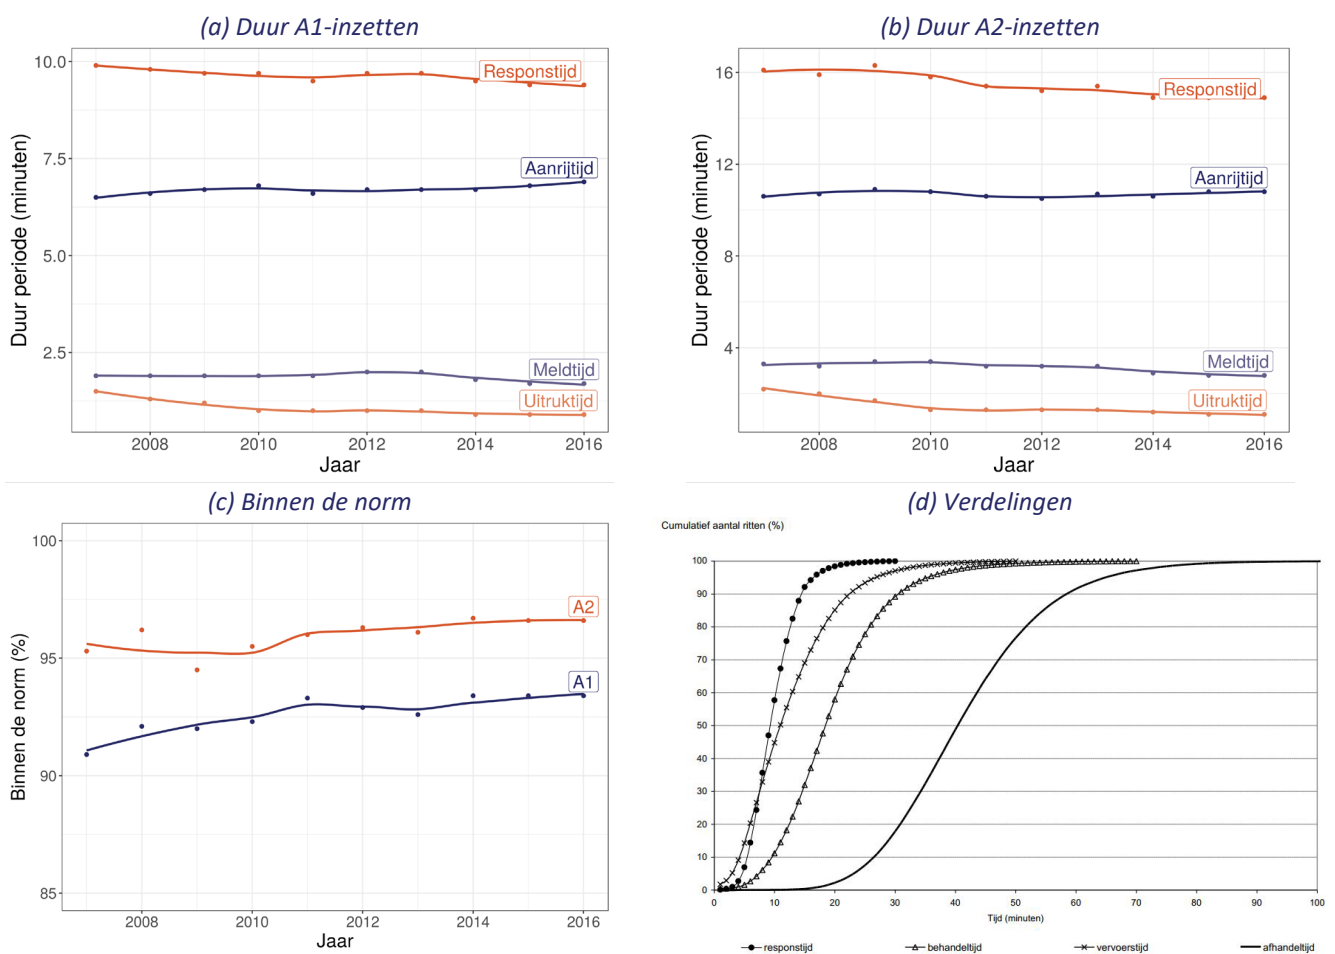 (a) Duur A1-inzetten
Duur periode (minuten)
10.0
7.5
5.0
2.5
Responstijd
Aanrijtijd
Meldtijd
Uitruktijd
2008 2010 2012 2014 2016
Jaar
(b) Duur A2-inzetten
Duur periode (minuten)
16
12
8
4
Responstijd
Aanrijtijd
Meldtijd
Uitruktijd
2008 2010 2012 2014 2016
Jaar
(c) Binnen de norm
Binnen de norm (%)
100
95
90
85
A2
A1
2008 2010 2012 2014 2016
Jaar
(d) Verdelingen
Cumulatief aantal ritten (%)
100
90
80
70
60
50
40
30
20
10
0
0 10 20 30 40 50 60 70 80 90 100
Tijd (minuten)
responstijd behandeltijd vervoerstijd afhandeltijd